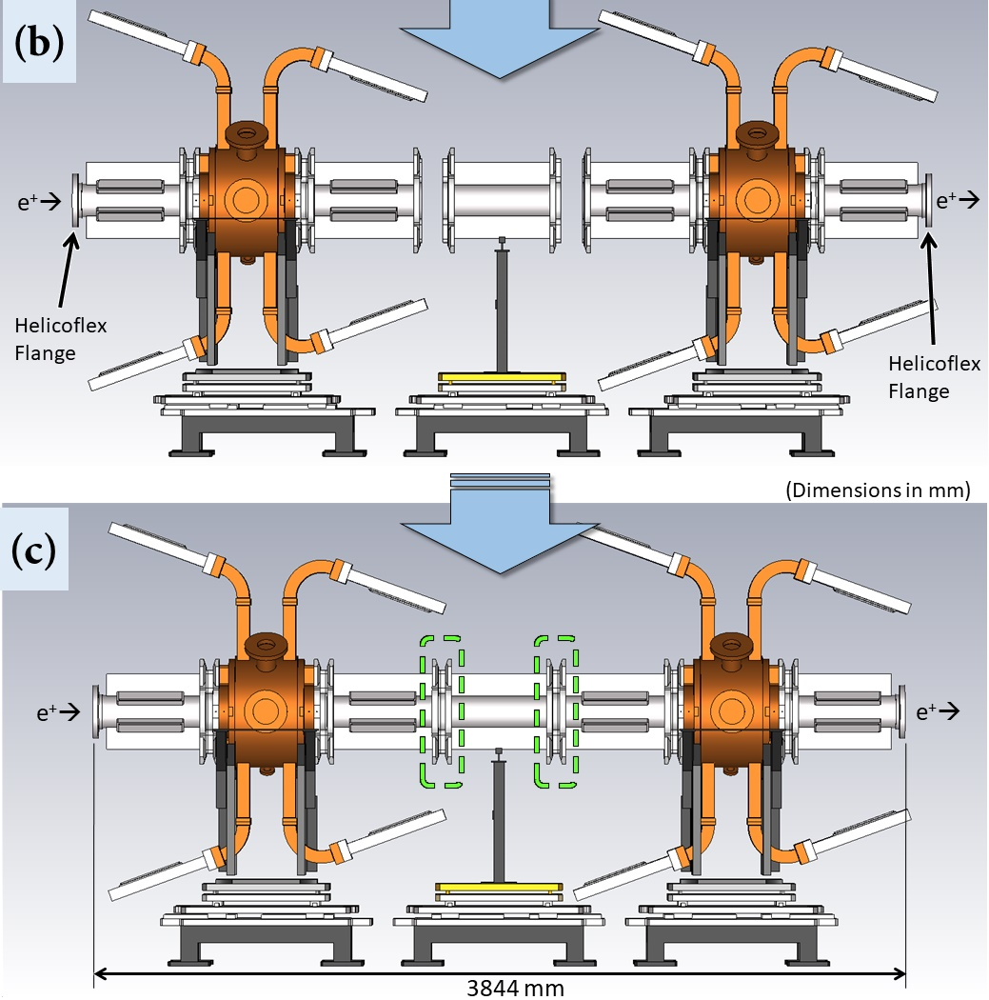 (b)
e⁺→
e⁺→
Helicoflex
Flange
Helicoflex
Flange
(Dimensions in mm)
(c)
e⁺→
e⁺→
3844 mm